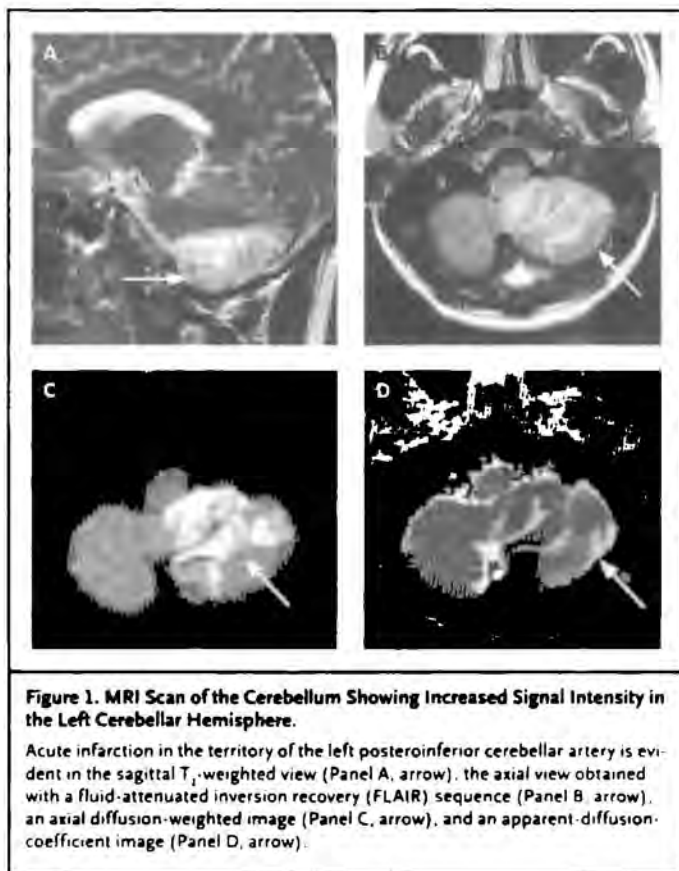 A
B
C
D
Figure 1. MRI Scan of the Cerebellum Showing Increased Signal Intensity in
the Left Cerebellar Hemisphere.
Acute infarction in the territory of the left posteroinferior cerebellar artery is evi-
dent in the sagittal T2-weighted view (Panel A, arrow), the axial view obtained
with a fluid-attenuated inversion recovery (FLAIR) sequence (Panel B, arrow),
an axial diffusion-weighted image (Panel C, arrow), and an apparent-diffusion-
coefficient image (Panel D, arrow).